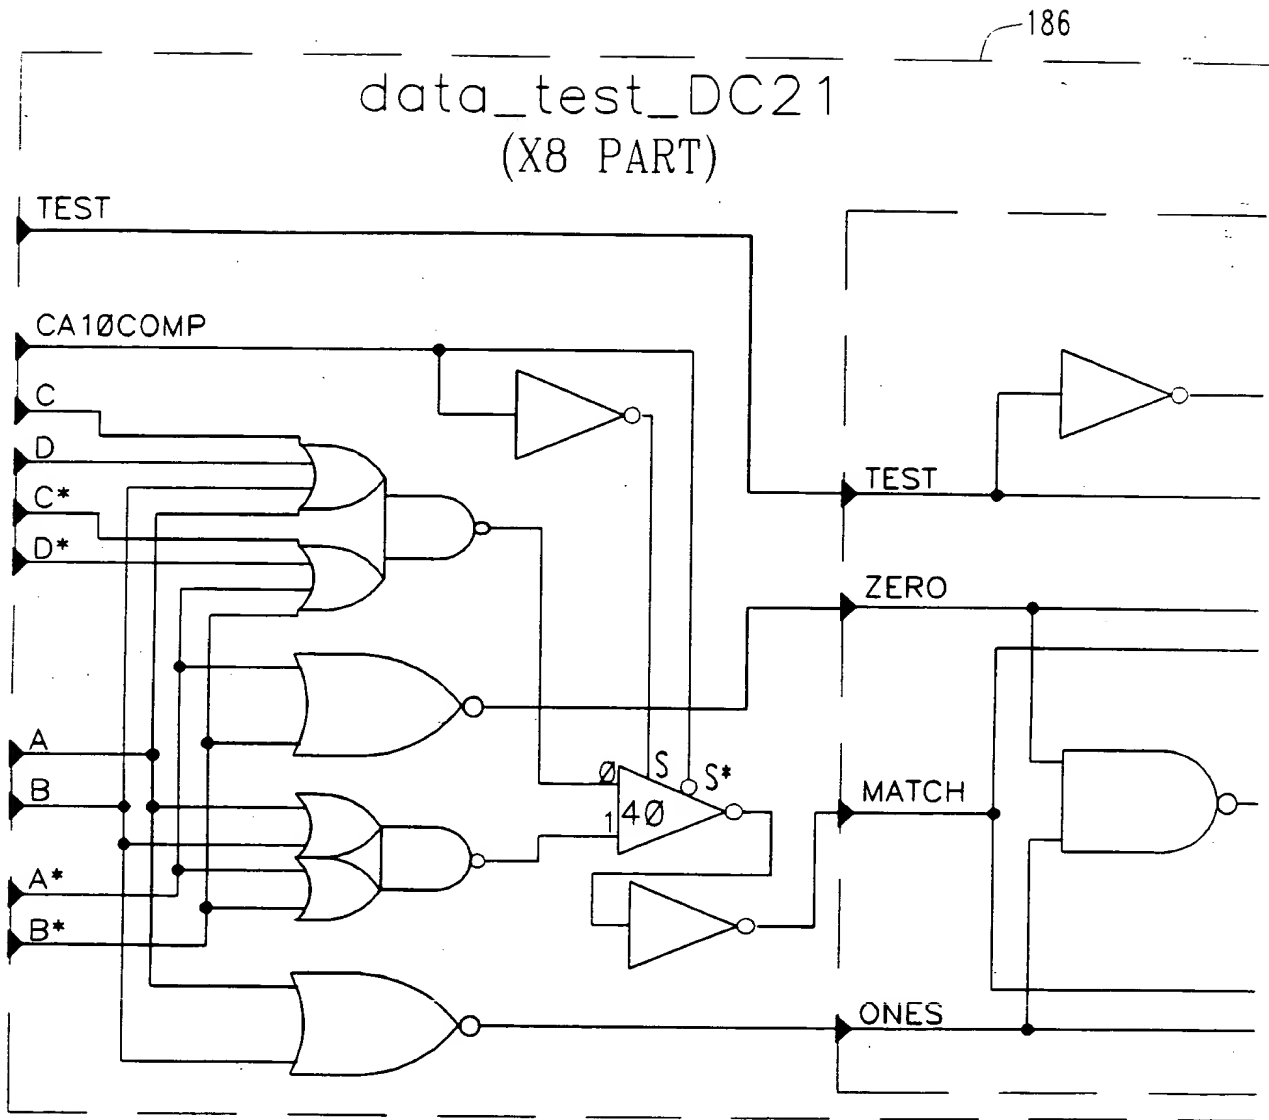 186
data_test_DC21
(X8 PART)
TEST
CA1ØCOMP
C
D
C*
D*
TEST
ZERO
A
B
Ø
S
S*
1
4Ø
MATCH
A*
B*
ONES